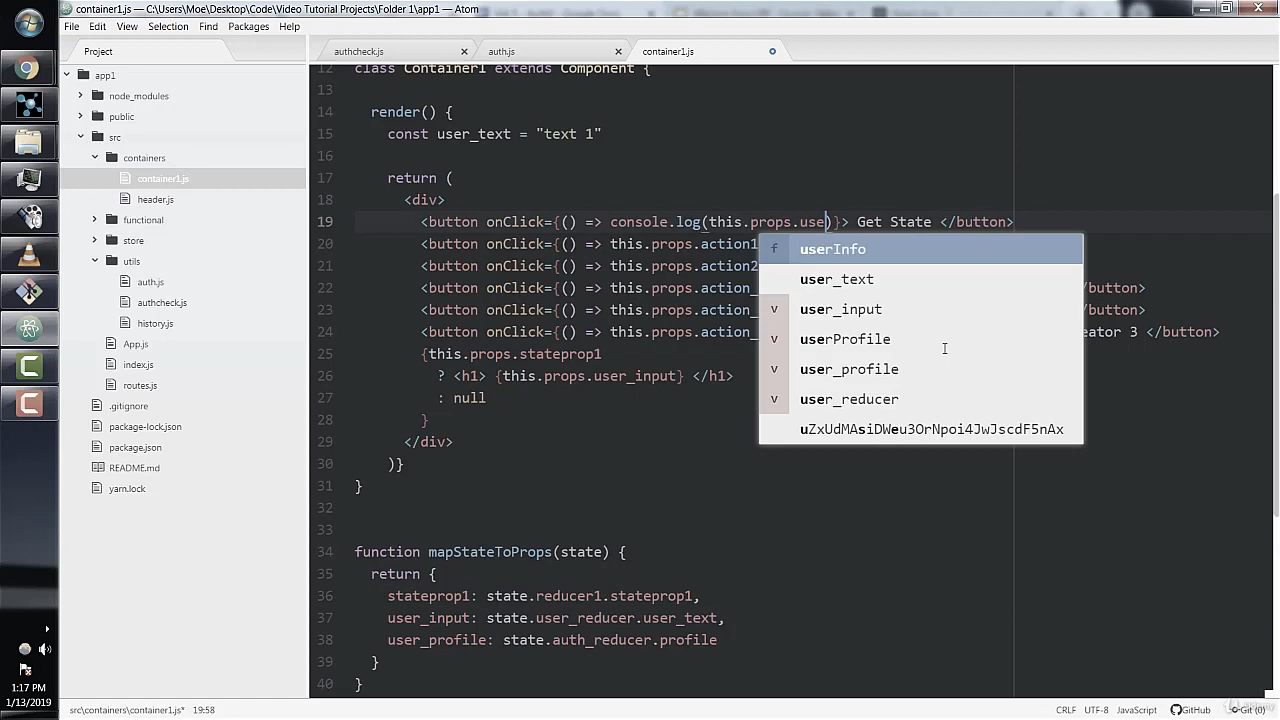 container1.js — C:\Users\Moe\Desktop\Code\Video Tutorial Projects\Folder 1\app1 — Atom
File Edit View Selection Find Packages Help
Project
authcheck.js
auth.js
container1.js
app1
node_modules
public
src
containers
container1.js
header.js
functional
store
utils
auth.js
authcheck.js
history.js
App.js
index.js
routes.js
.gitignore
package-lock.json
package.json
README.md
yarn.lock
12 class Container1 extends Component {
13
14 render() {
15 const user_text = "text 1"
16
17 return (
18 <div>
19 <button onClick={() => console.log(this.props.use)}> Get State </button>
20 <button onClick={() => this.props.action1
21 <button onClick={() => this.props.action2
22 <button onClick={() => this.props.action_ </button>
23 <button onClick={() => this.props.action_ </button>
24 <button onClick={() => this.props.action_ eator 3 </button>
25 {this.props.stateprop1
26 ? <h1> {this.props.user_input} </h1>
27 : null
28 }
29 </div>
30 )}
31 }
32
33
34 function mapStateToProps(state) {
35 return {
36 stateprop1: state.reducer1.stateprop1,
37 user_input: state.user_reducer.user_text,
38 user_profile: state.auth_reducer.profile
39 }
40 }
f userInfo
user_text
v user_input
v userProfile
v user_profile
v user_reducer
uZxUdMAsiDWeu3OrNpoi4JwJscdF5nAx
src\containers\container1.js* 19:58
CRLF UTF-8 JavaScript GitHub Git (0)
1:17 PM
1/13/2019